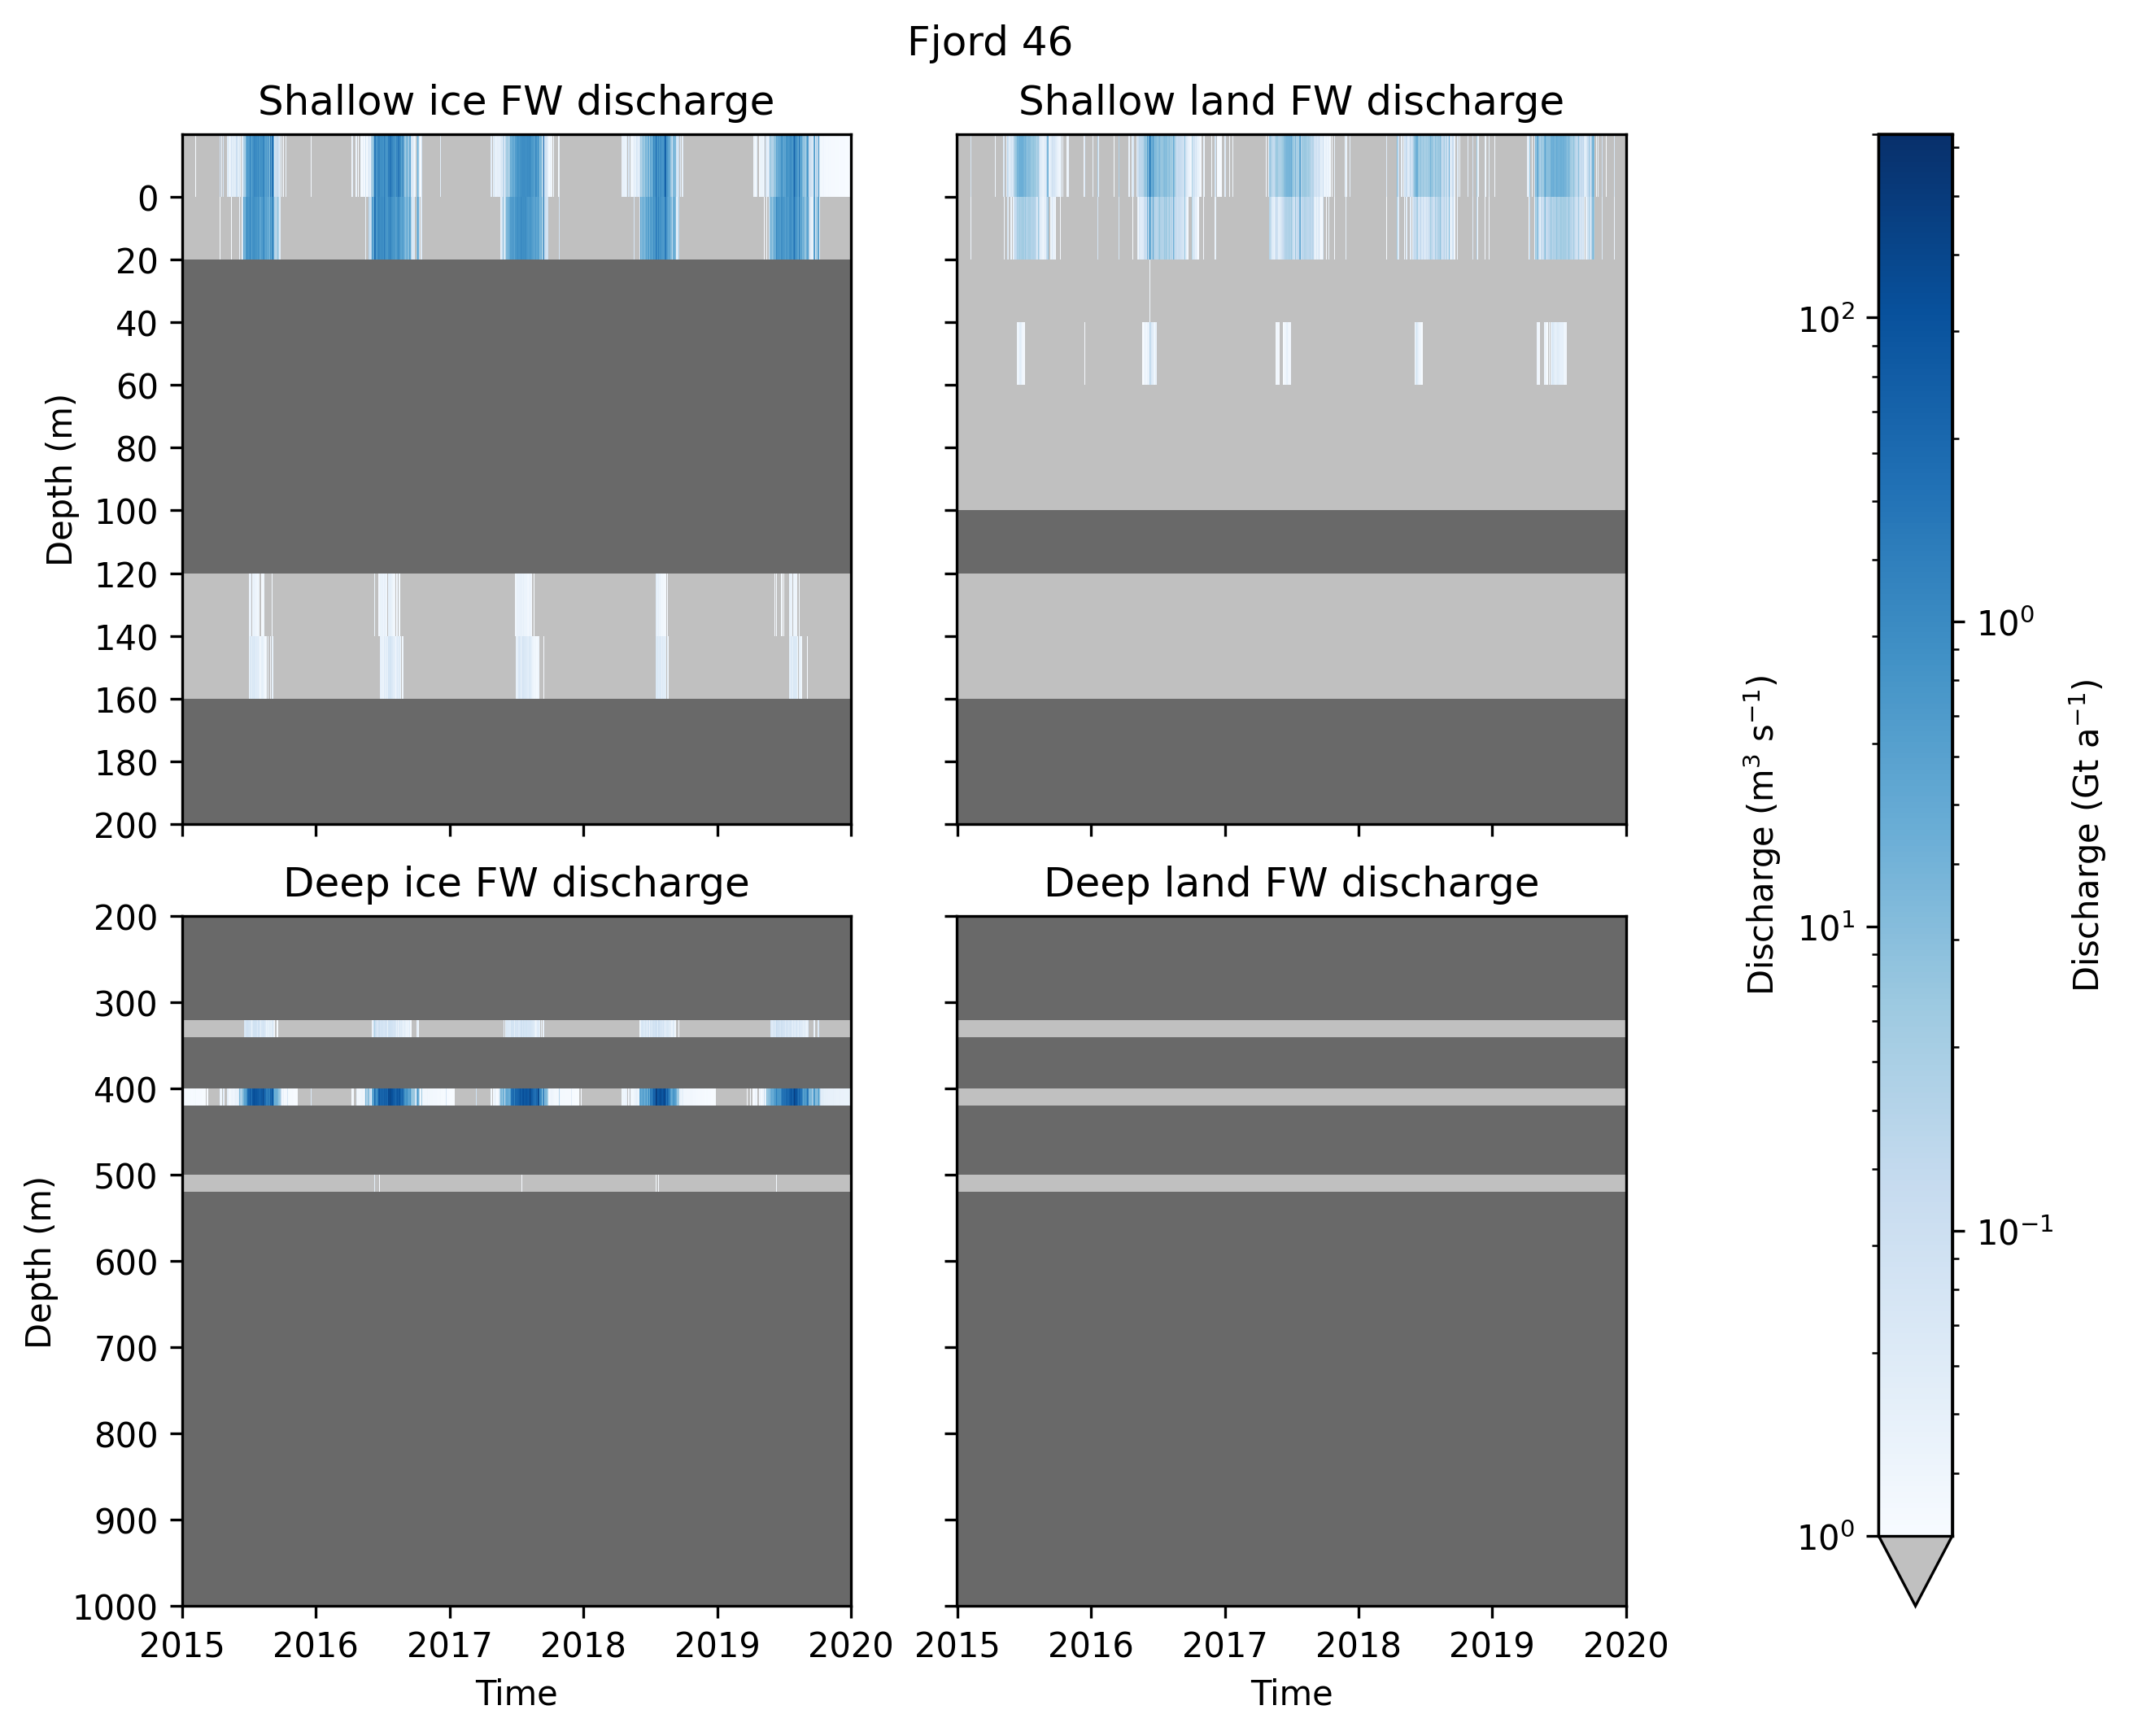 Fjord 46
Shallow ice FW discharge
Shallow land FW discharge
0
20
40
60
80
100
120
140
160
180
200
Depth (m)
Deep ice FW discharge
Deep land FW discharge
200
300
400
500
600
700
800
900
1000
Depth (m)
2015 2016 2017 2018 2019 2020
2015 2016 2017 2018 2019 2020
Time
Time
Discharge (m³ s⁻¹)
10²
10¹
10⁰
10⁰
10⁻¹
Discharge (Gt a⁻¹)